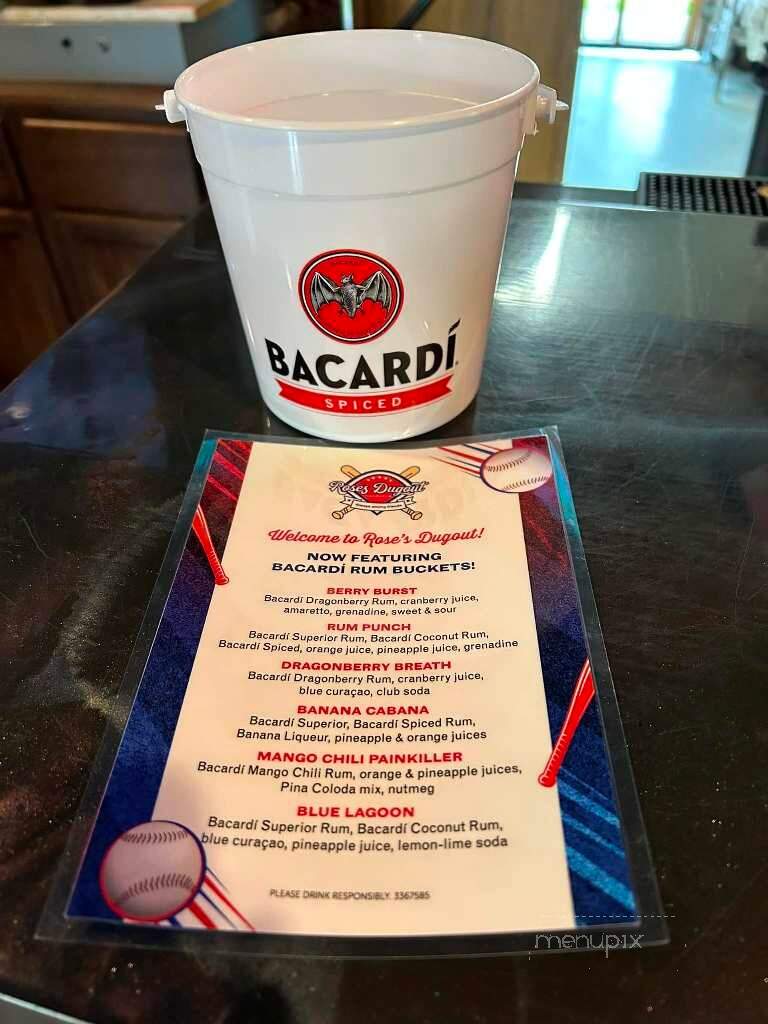 BACARDÍ
SPICED
Rose's Dugout
Welcome to Rose's Dugout!
NOW FEATURING
BACARDÍ RUM BUCKETS!
BERRY BURST
Bacardí Dragonberry Rum, cranberry juice,
amaretto, grenadine, sweet & sour
RUM PUNCH
Bacardí Superior Rum, Bacardí Coconut Rum,
Bacardí Spiced, orange juice, pineapple juice, grenadine
DRAGONBERRY BREATH
Bacardí Dragonberry Rum, cranberry juice,
blue curaçao, club soda
BANANA CABANA
Bacardí Superior, Bacardí Spiced Rum,
Banana Liqueur, pineapple & orange juices
MANGO CHILI PAINKILLER
Bacardí Mango Chili Rum, orange & pineapple juices,
Pina Coloda mix, nutmeg
BLUE LAGOON
Bacardí Superior Rum, Bacardí Coconut Rum,
blue curaçao, pineapple juice, lemon-lime soda
PLEASE DRINK RESPONSIBLY. 3367585
menupix